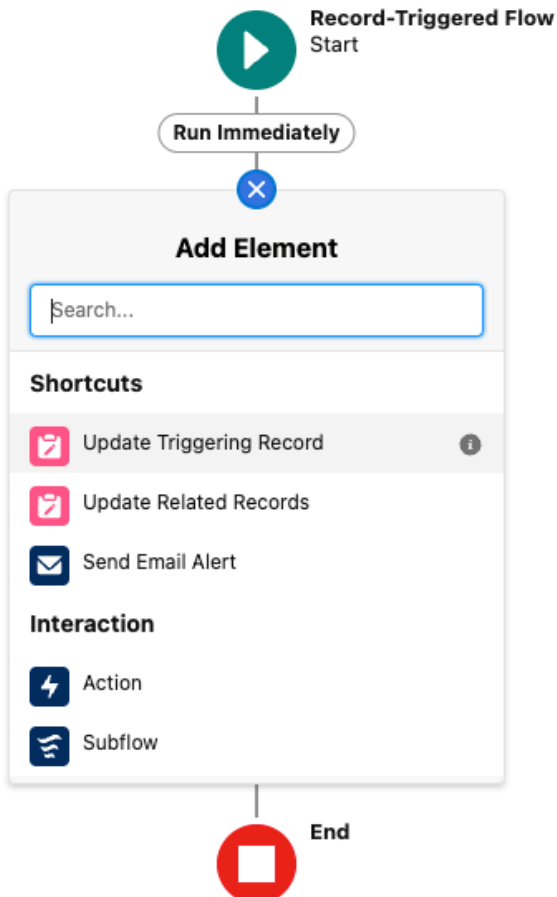 Record-Triggered Flow
Start
Run Immediately
Add Element
Search...
Shortcuts
Update Triggering Record
Update Related Records
Send Email Alert
Interaction
Action
Subflow
End